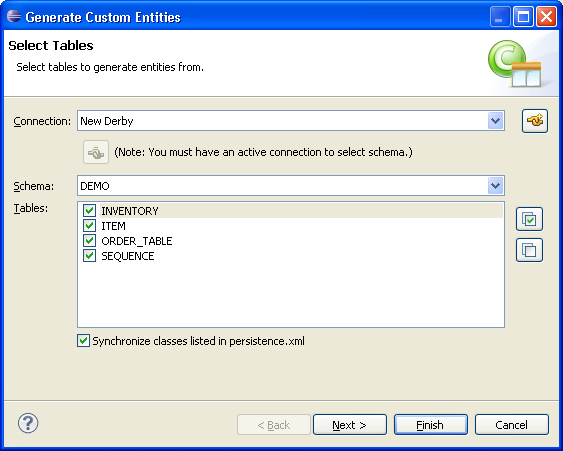 Generate Custom Entities
Select Tables
Select tables to generate entities from.
Connection: New Derby
(Note: You must have an active connection to select schema.)
Schema: DEMO
Tables: INVENTORY
ITEM
ORDER_TABLE
SEQUENCE
Synchronize classes listed in persistence.xml
? < Back Next > Finish Cancel